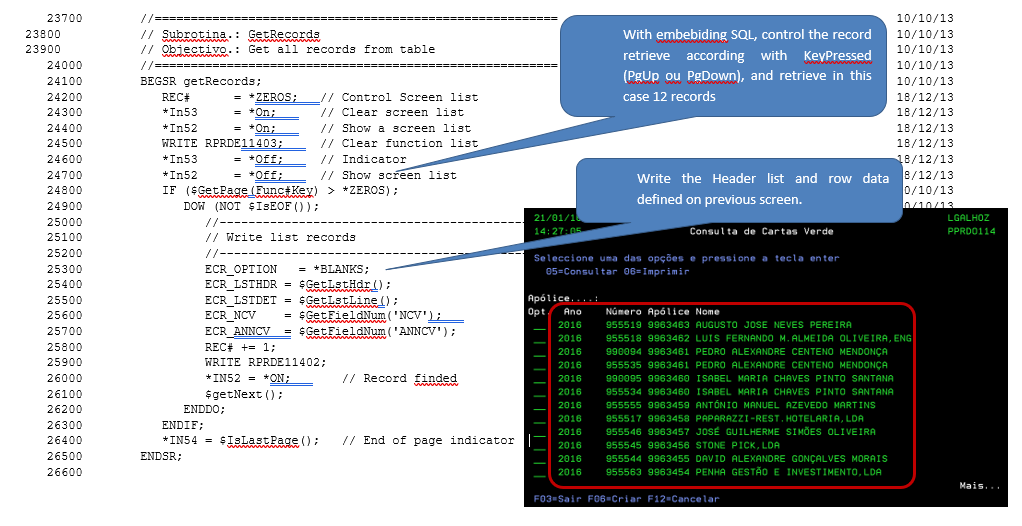 23700 //======================================================== 10/10/13
23800 // Subrotina.: GetRecords 10/10/13
23900 // Objectivo.: Get all records from table 10/10/13
24000 //======================================================== 10/10/13
24100 BEGSR getRecords; 10/10/13
24200 REC# = *ZEROS; // Control Screen list 18/12/13
24300 *In53 = *On; // Clear screen list 18/12/13
24400 *In52 = *On; // Show a screen list 18/12/13
24500 WRITE RPRDE11403; // Clear function list 18/12/13
24600 *In53 = *Off; // Indicator 18/12/13
24700 *In52 = *Off; // Show screen list 8/12/13
24800 IF ($GetPage(Func#Key) > *ZEROS); 0/10/13
24900 DOW (NOT $IsEOF()); 0/10/13
25000 //---------------------------------------------
25100 // Write list records
25200 //---------------------------------------------
25300 ECR_OPTION = *BLANKS;
25400 ECR_LSTHDR = $GetLstHdr();
25500 ECR_LSTDET = $GetLstLine();
25600 ECR_NCV = $GetFieldNum('NCV');
25700 ECR_ANNCV = $GetFieldNum('ANNCV');
25800 REC# += 1;
25900 WRITE RPRDE11402;
26000 *IN52 = *ON; // Record finded
26100 $getNext();
26200 ENDDO;
26300 ENDIF;
26400 *IN54 = $IsLastPage(); // End of page indicator
26500 ENDSR;
26600
With embebiding SQL, control the record
retrieve according with KeyPressed
(PgUp ou PgDown), and retrieve in this
case 12 records
Write the Header list and row data
defined on previous screen.
21/01/16 LGALHOZ
14:27:05 Consulta de Cartas Verde PPRD0114
Seleccione uma das opções e pressione a tecla enter
05=Consultar 06=Imprimir
Apólice....:
Opt. Ano Número Apólice Nome
2016 955519 9963463 AUGUSTO JOSE NEVES PEREIRA
2016 955518 9963462 LUIS FERNANDO M.ALMEIDA OLIVEIRA,ENG
2016 990094 9963461 PEDRO ALEXANDRE CENTENO MENDONÇA
2016 955535 9963461 PEDRO ALEXANDRE CENTENO MENDONÇA
2016 990095 9963460 ISABEL MARIA CHAVES PINTO SANTANA
2016 955534 9963460 ISABEL MARIA CHAVES PINTO SANTANA
2016 955555 9963459 ANTÓNIO MANUEL AZEVEDO MARTINS
2016 955517 9963458 PAPARAZZI-REST.HOTELARIA,LDA
2016 955546 9963457 JOSÉ GUILHERME SIMÕES OLIVEIRA
2016 955545 9963456 STONE PICK,LDA
2016 955544 9963455 DAVID ALEXANDRE GONÇALVES MORAIS
2016 955563 9963454 PENHA GESTÃO E INVESTIMENTO,LDA
Mais...
F03=Sair F06=Criar F12=Cancelar